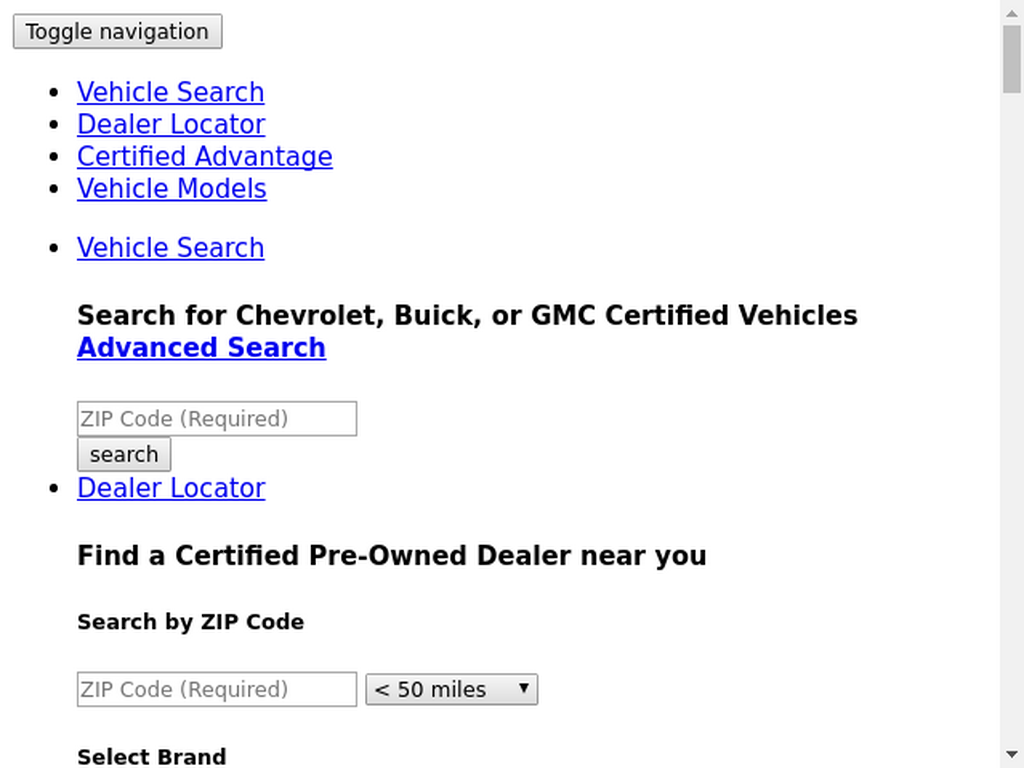 Toggle navigation
Vehicle Search
Dealer Locator
Certified Advantage
Vehicle Models
Vehicle Search
Search for Chevrolet, Buick, or GMC Certified Vehicles
Advanced Search
ZIP Code (Required)
search
Dealer Locator
Find a Certified Pre-Owned Dealer near you
Search by ZIP Code
ZIP Code (Required) < 50 miles
Select Brand